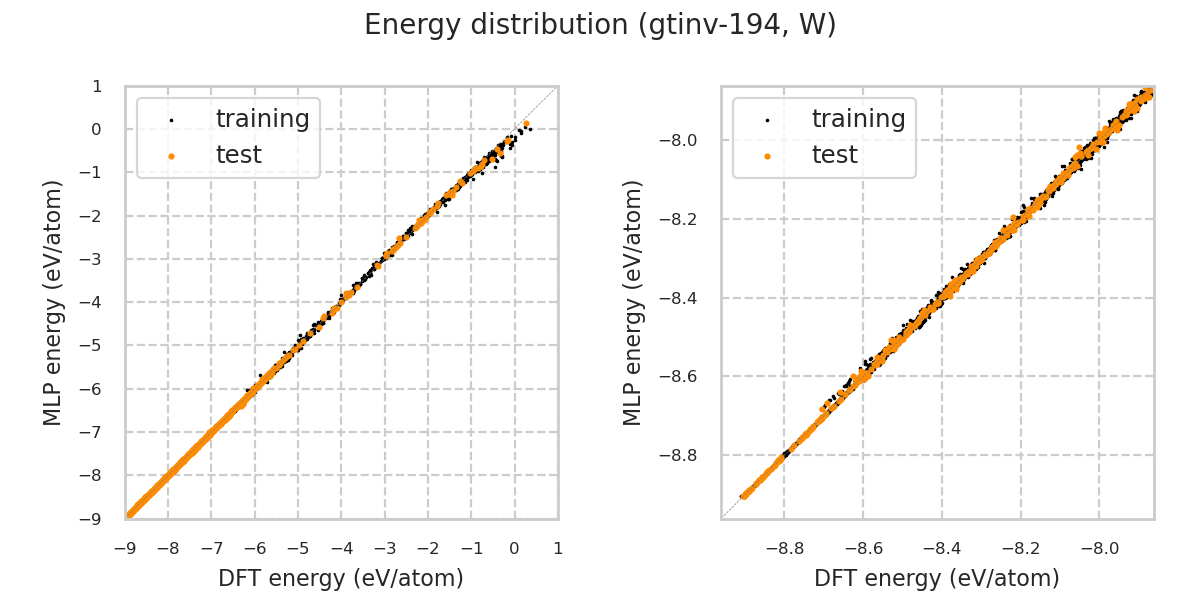 Energy distribution (gtinv-194, W)
training
test
1
0
−1
−2
−3
−4
−5
−6
−7
−8
−9
−9 −8 −7 −6 −5 −4 −3 −2 −1 0 1
MLP energy (eV/atom)
DFT energy (eV/atom)
training
test
−8.0
−8.2
−8.4
−8.6
−8.8
−8.8 −8.6 −8.4 −8.2 −8.0
MLP energy (eV/atom)
DFT energy (eV/atom)